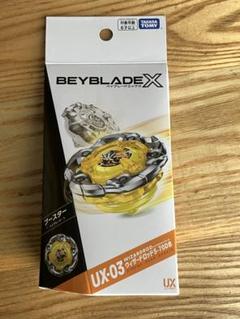 対象年齢
6才以上
TAKARA
TOMY
BEYBLADE X
ベイブレードエックス
ブースター
UX-03
ウィザードロッド5-70DB
UX